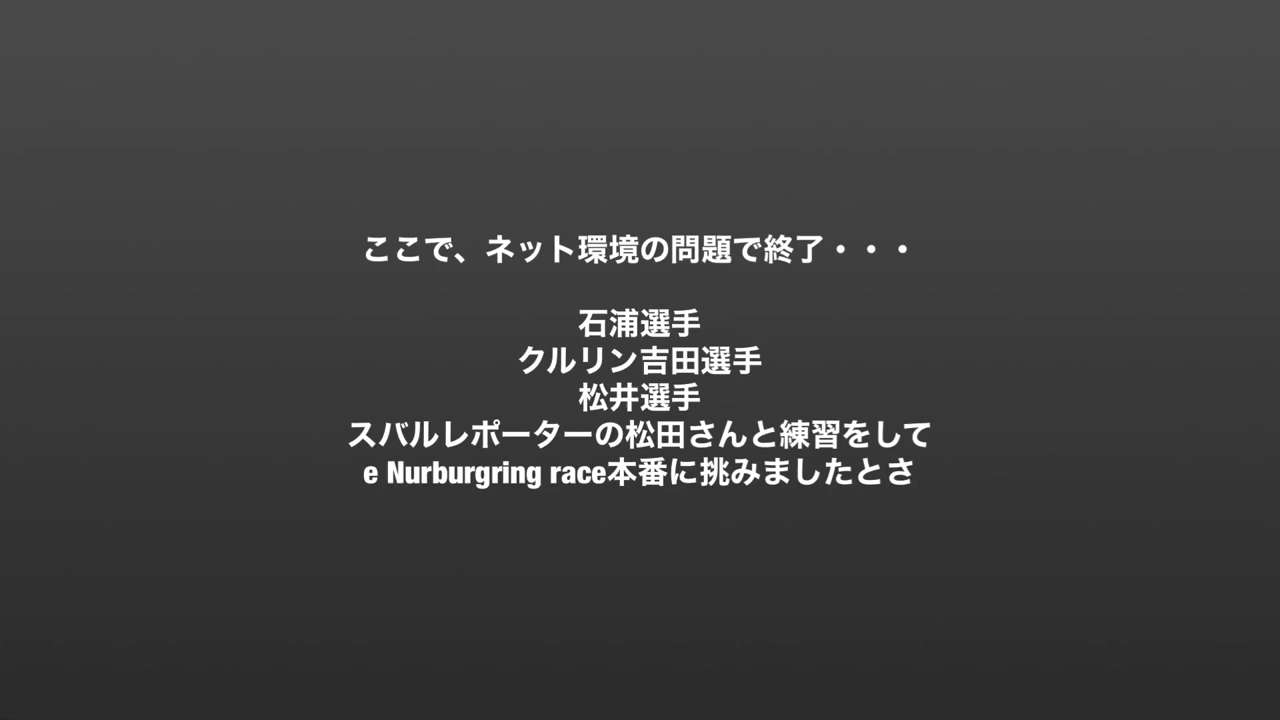 ここで、ネット環境の問題で終了・・・
石浦選手
クルリン吉田選手
松井選手
スバルレポーターの松田さんと練習をして
e Nurburgring race本番に挑みましたとさ